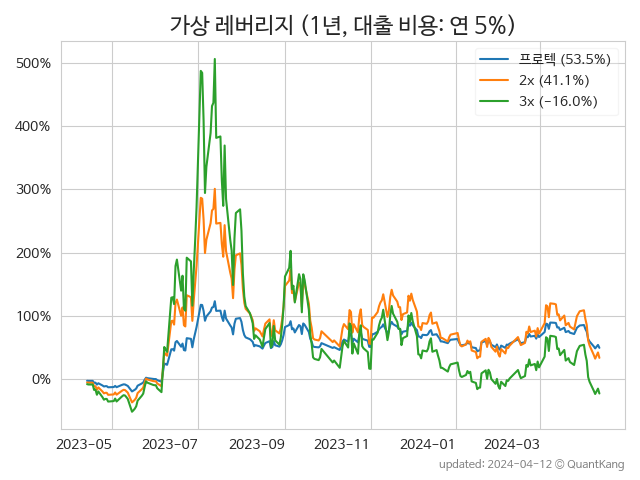 가상 레버리지 (1년, 대출 비용: 연 5%)
프로텍 (53.5%)
2x (41.1%)
3x (−16.0%)
500%
400%
300%
200%
100%
0%
2023-05 2023-07 2023-09 2023-11 2024-01 2024-03
updated: 2024-04-12 © QuantKang